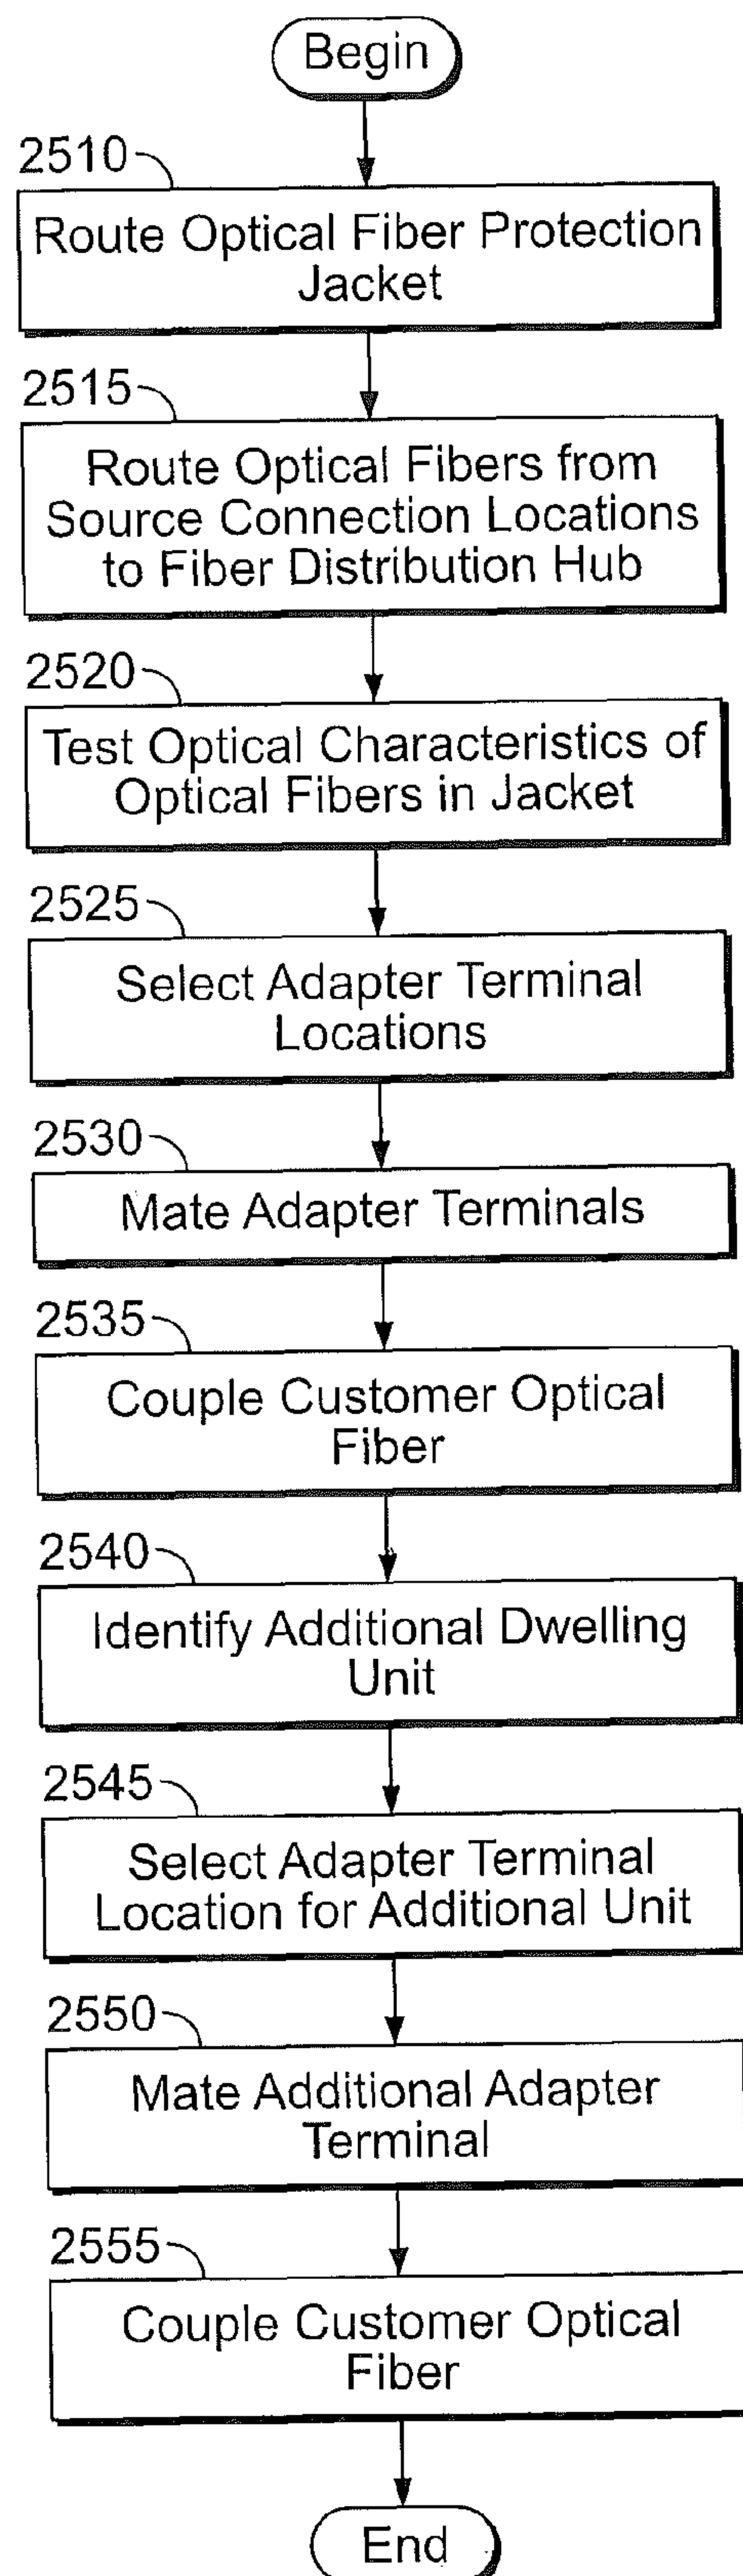 Begin
2510
Route Optical Fiber Protection
Jacket
2515
Route Optical Fibers from
Source Connection Locations
to Fiber Distribution Hub
2520
Test Optical Characteristics of
Optical Fibers in Jacket
2525
Select Adapter Terminal
Locations
2530
Mate Adapter Terminals
2535
Couple Customer Optical
Fiber
2540
Identify Additional Dwelling
Unit
2545
Select Adapter Terminal
Location for Additional Unit
2550
Mate Additional Adapter
Terminal
2555
Couple Customer Optical
Fiber
End